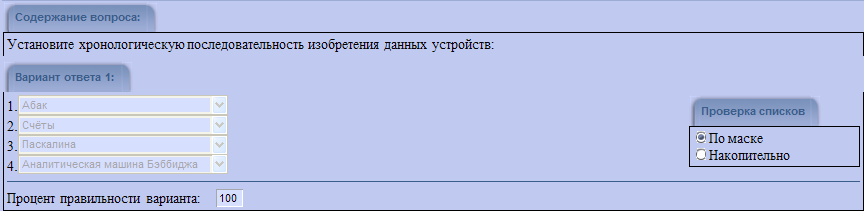 Содержание вопроса:
Установите хронологическую последовательность изобретения данных устройств:
Вариант ответа 1:
1. Абак
2. Счёты
3. Паскалина
4. Аналитическая машина Бэббиджа
Проверка списков
По маске
Накопительно
Процент правильности варианта: 100